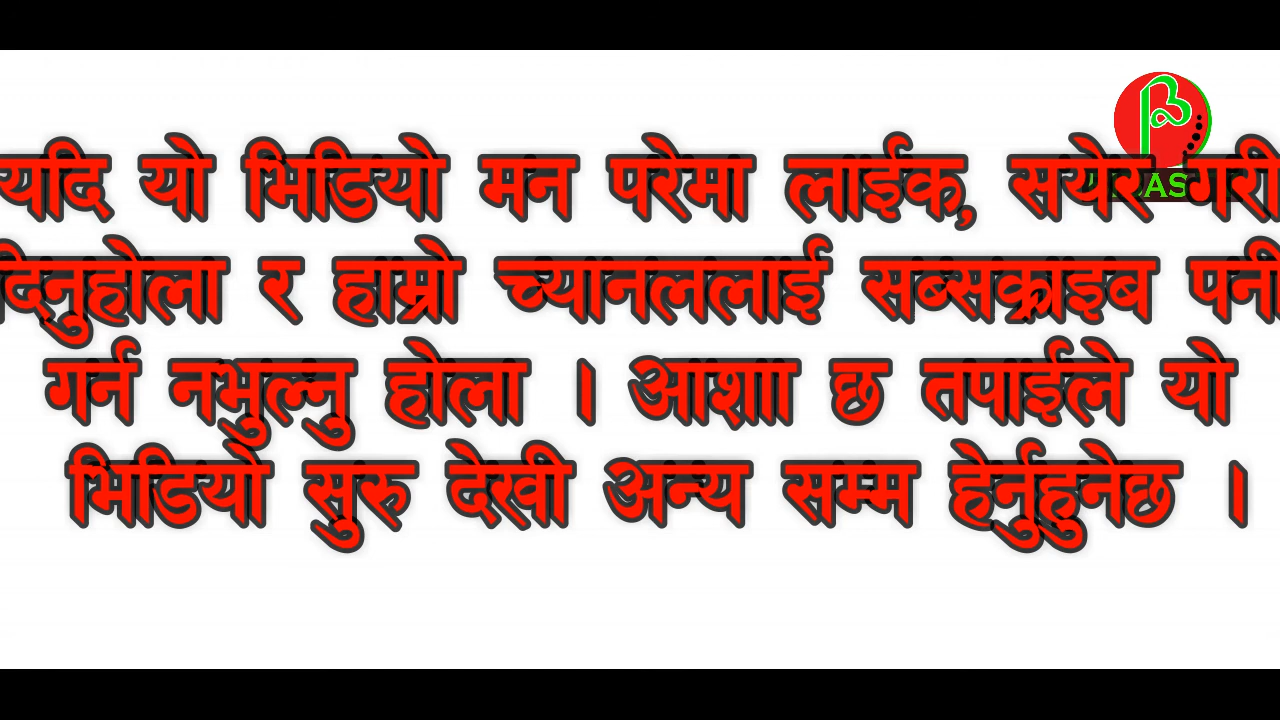 यदि यो भिडियो मन परेमा लाईक, सयेर गरी
दिनुहोला र हाम्रो च्यानललाई सब्सक्राइब पनी
गर्न नभुल्नु होला । आशाा छ तपाईले यो
भिडियो सुरु देखी अन्य सम्म हेर्नुहुनेछ ।